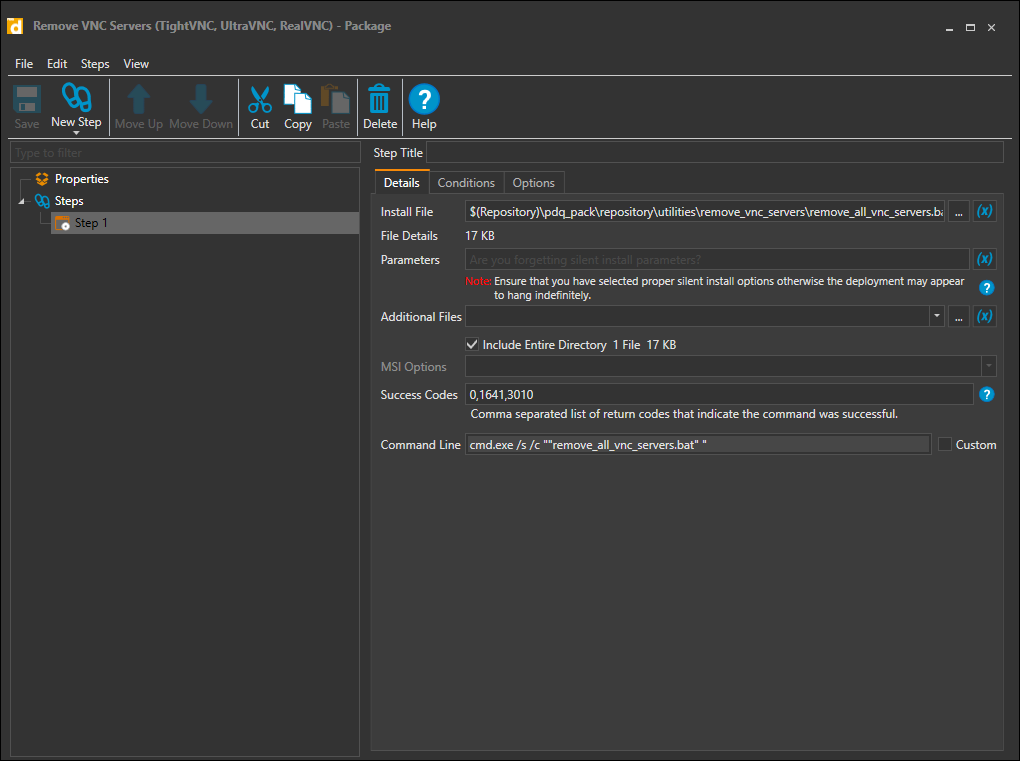 Remove VNC Servers (TightVNC, UltraVNC, RealVNC) - Package
File Edit Steps View
Save New Step Move Up Move Down Cut Copy Paste Delete Help
Type to filter
Properties
Steps
Step 1
Step Title
Details Conditions Options
Install File $(Repository)\pdq_pack\repository\utilities\remove_vnc_servers\remove_all_vnc_servers.ba ... (x)
File Details 17 KB
Parameters Are you forgetting silent install parameters? (x)
Note: Ensure that you have selected proper silent install options otherwise the deployment may appear
to hang indefinitely. ?
Additional Files ... (x)
Include Entire Directory 1 File 17 KB
MSI Options
Success Codes 0,1641,3010 ?
Comma separated list of return codes that indicate the command was successful.
Command Line cmd.exe /s /c ""remove_all_vnc_servers.bat" " Custom